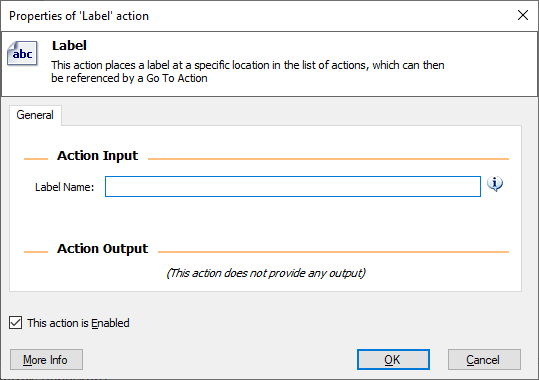 Properties of 'Label' action
abc
Label
This action places a label at a specific location in the list of actions, which can then
be referenced by a Go To Action
General
Action Input
Label Name:
Action Output
(This action does not provide any output)
This action is Enabled
More Info
OK
Cancel